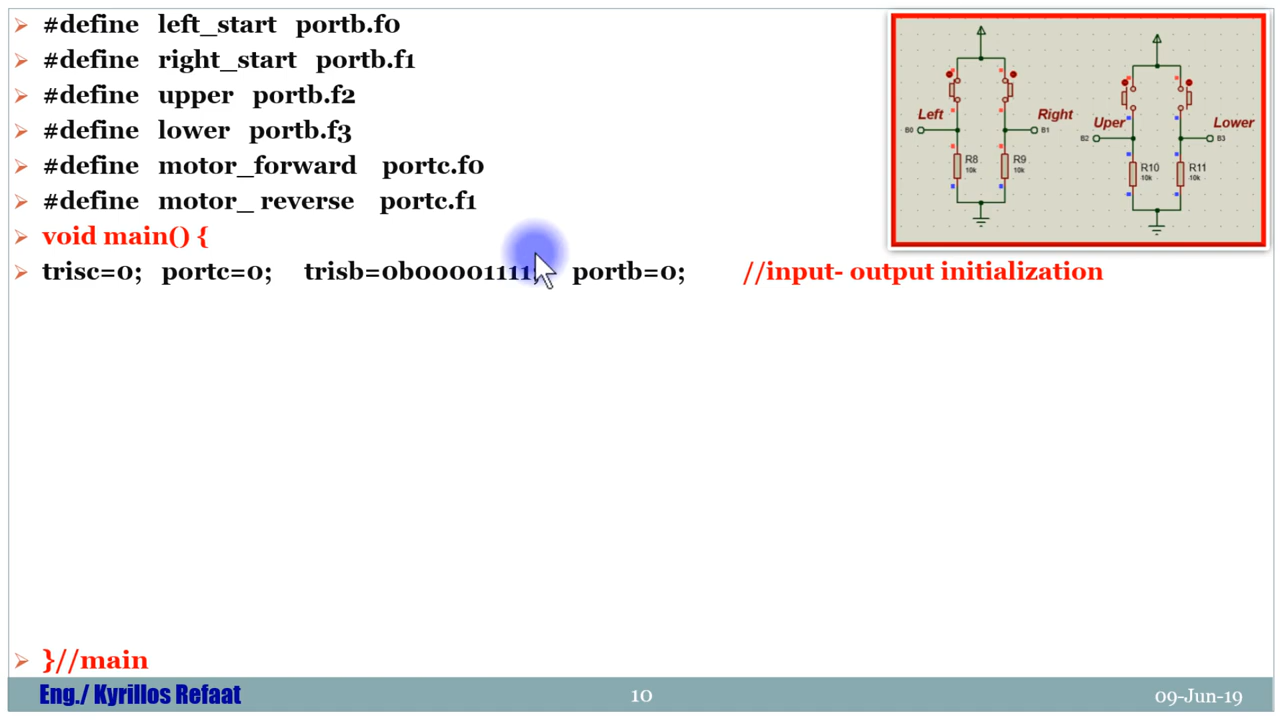 #define left_start portb.f0
#define right_start portb.f1
#define upper portb.f2
#define lower portb.f3
#define motor_forward portc.f0
#define motor_ reverse portc.f1
void main() {
trisc=0; portc=0; trisb=0b00001111; portb=0; //input- output initialization
}//main
Left Right
B0 B1
R8 R9
10k 10k
Uper Lower
B2 B3
R10 R11
10k 10k
Eng./ Kyrillos Refaat 10 09-Jun-19